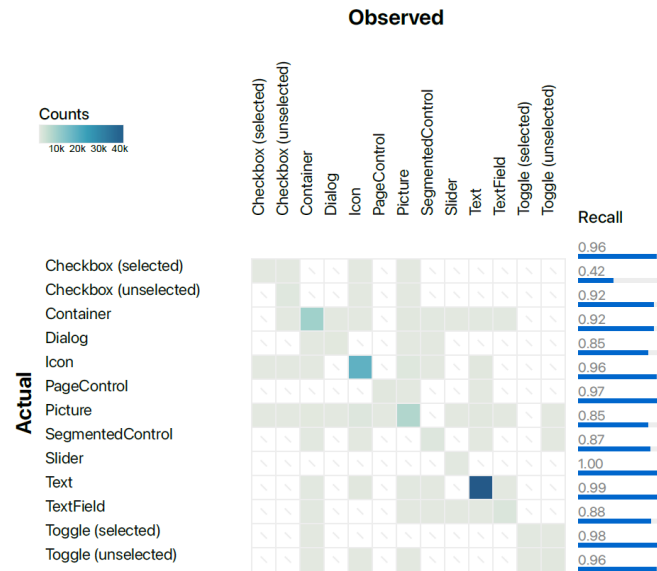 Observed
Counts
10k 20k 30k 40k
Checkbox (selected)
Checkbox (unselected)
Container
Dialog
Icon
PageControl
Picture
SegmentedControl
Slider
Text
TextField
Toggle (selected)
Toggle (unselected)
Recall
Actual
Checkbox (selected) 0.96
Checkbox (unselected) 0.42
Container 0.92
Dialog 0.92
Icon 0.85
PageControl 0.96
Picture 0.97
SegmentedControl 0.85
Slider 0.87
Text 1.00
TextField 0.99
Toggle (selected) 0.88
Toggle (unselected) 0.98
0.96